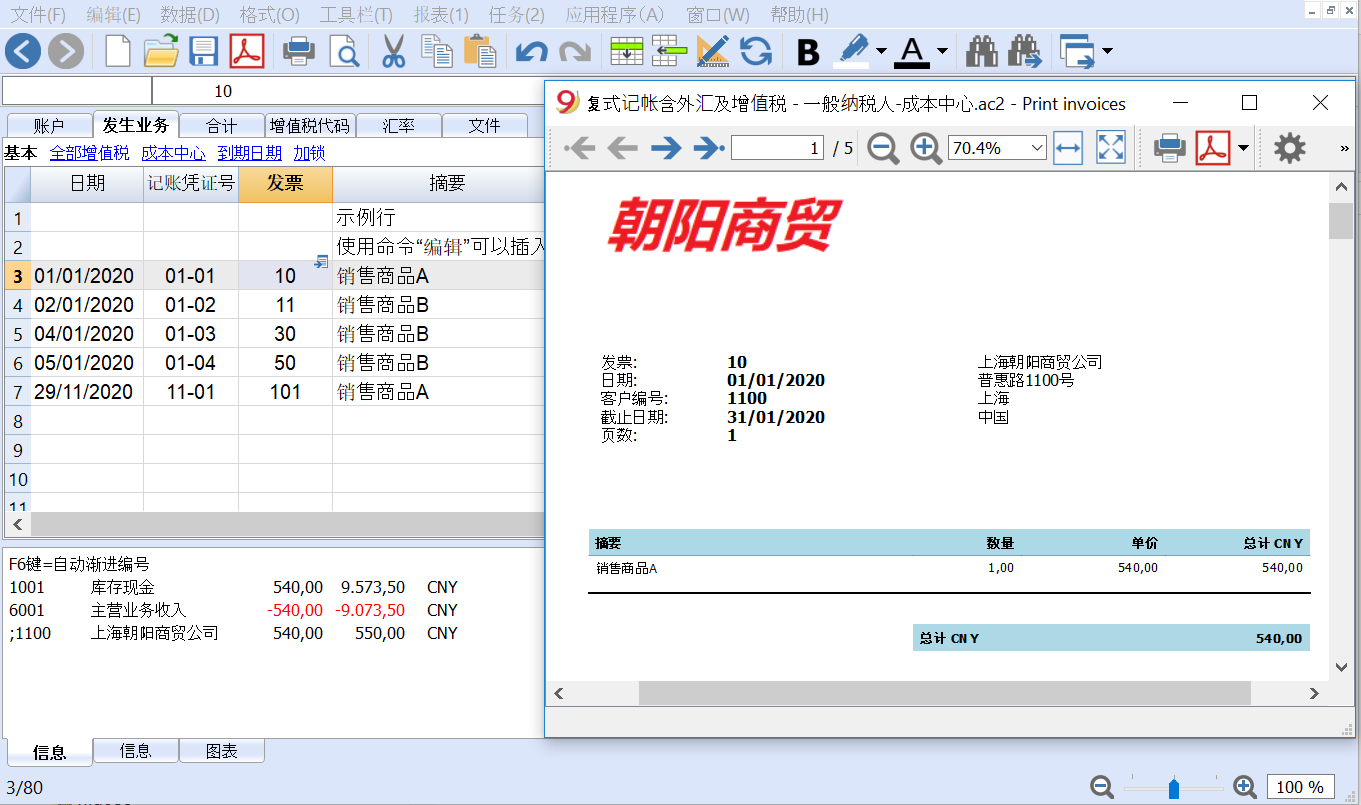 文件(F) 编辑(E) 数据(D) 格式(O) 工具栏(T) 报表(1) 任务(2) 应用程序(A) 窗口(W) 帮助(H)
10
账户 发生业务 合计 增值税代码 汇率 文件
基本 全部增值税 成本中心 到期日期 加锁
日期 记账凭证号 发票 摘要
1 示例行
2 使用命令“编辑”可以插入
3 01/01/2020 01-01 10 销售商品A
4 02/01/2020 01-02 11 销售商品B
5 04/01/2020 01-03 30 销售商品B
6 05/01/2020 01-04 50 销售商品B
7 29/11/2020 11-01 101 销售商品A
8
9
10
11
F6键=自动渐进编号
1001 库存现金 540,00 9.573,50 CNY
6001 主营业务收入 -540,00 -9.073,50 CNY
;1100 上海朝阳商贸公司 540,00 550,00 CNY
信息 信息 图表
3/80
100 %
复式记帐含外汇及增值税 - 一般纳税人-成本中心.ac2 - Print invoices
1 / 5 70.4%
»
朝阳商贸
发票: 10 上海朝阳商贸公司
日期: 01/01/2020 普惠路1100号
客户编号: 1100 上海
截止日期: 31/01/2020 中国
页数: 1
摘要 数量 单价 总计 CNY
销售商品A 1,00 540,00 540,00
总计 CNY 540,00